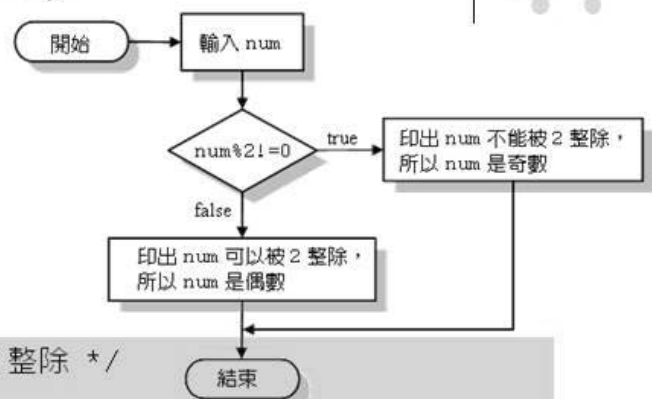 開始
輸入 num
num%2!=0
true
印出 num 不能被 2 整除，
所以 num 是奇數
false
印出 num 可以被 2 整除，
所以 num 是偶數
整除 */
結束